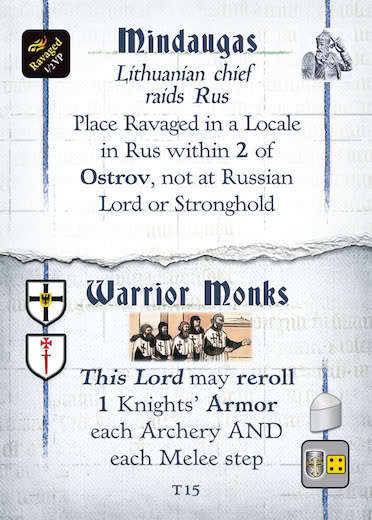 Ravaged
1/2 VP
Mindaugas
Lithuanian chief
raids Rus
Place Ravaged in a Locale
in Rus within 2 of
Ostrov, not at Russian
Lord or Stronghold
Warrior Monks
This Lord may reroll
1 Knights' Armor
each Archery AND
each Melee step
T15